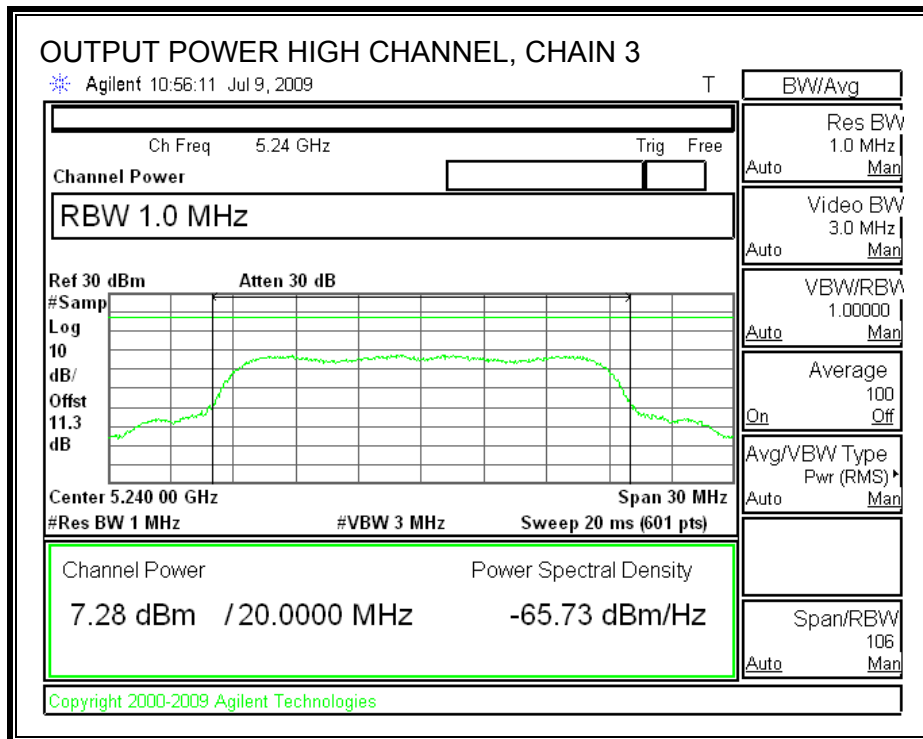 OUTPUT POWER HIGH CHANNEL, CHAIN 3
Agilent 10:56:11 Jul 9, 2009 T
Ch Freq 5.24 GHz Trig Free
Channel Power
RBW 1.0 MHz
Ref 30 dBm Atten 30 dB
#Samp
Log
10
dB/
Offst
11.3
dB
Center 5.240 00 GHz Span 30 MHz
#Res BW 1 MHz #VBW 3 MHz Sweep 20 ms (601 pts)
Channel Power Power Spectral Density
7.28 dBm / 20.0000 MHz -65.73 dBm/Hz
Copyright 2000-2009 Agilent Technologies
BW/Avg
Res BW
1.0 MHz
Auto Man
Video BW
3.0 MHz
Auto Man
VBW/RBW
1.00000
Auto Man
Average
100
On Off
Avg/VBW Type
Pwr (RMS)
Auto Man
Span/RBW
106
Auto Man